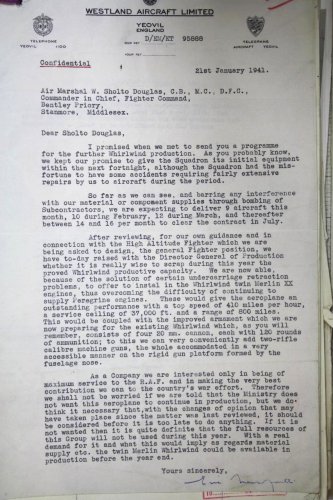 WESTLAND AIRCRAFT LIMITED
YEOVIL
ENGLAND
TELEPHONE
YEOVIL 1100
TELEGRAMS
AIRCRAFT YEOVIL
OUR REF D/EN/ET 95868
YOUR REF
Confidential
21st January 1941.
Air Marshal W. Sholto Douglas, C.B., M.C., D.F.C.,
Commander in Chief, Fighter Command,
Bentley Priory,
Stanmore, Middlesex.
Dear Sholto Douglas,
I promised when we met to send you a programme
for the further Whirlwind production. As you probably know,
we kept our promise to give the Squadron its initial equipment
within the next fortnight, although the Squadron had the mis-
fortune to have some accidents requiring fairly extensive
repairs by us to aircraft during the period.
So far as we can see, and barring any interference
with our material or component supplies through bombing of
Subcontractors, we are expecting to deliver 9 aircraft this
month, 10 during February, 12 during March, and thereafter
between 14 and 16 per month to clear the contract in July.
After reviewing, for our own guidance and in
connection with the High Altitude Fighter which we are
being asked to design, the general Fighter position, we
have to-day raised with the Director General of Production
whether it is really wise to scrap during this year the
proved Whirlwind productive capacity. We are now able,
because of the solution of certain undercarriage retraction
problems, to offer to instal in the Whirlwind twin Merlin XX
engines, thus overcoming the difficulty of continuing to
supply Peregrine engines. These would give the aeroplane an
outstanding performance with a top speed of 410 miles per hour,
a service ceiling of 37,000 ft. and a range of 800 miles.
This would be coupled with the improved armament which we are
now preparing for the existing Whirlwind which, as you will
remember, consists of four 20 mm. cannon, each with 120 rounds
of ammunition; to this we can very conveniently add two-rifle
calibre machine guns, the whole accommodated in a very
accessible manner on the rigid gun platform formed by the
fuselage nose.
As a Company we are interested only in being of
maximum service to the R.A.F. and in making the very best
contribution we can to the country's war effort. Therefore
we shall not be worried if we are told that the Ministry does
not want this aeroplane to continue in production, but we do
think it necessary that, with the changes of opinion that may
have taken place since the matter was last reviewed, it should
be considered before it is too late to do anything. If it is
not wanted then it is quite definite that the full resources of
this Group will not be used during this year. With a real
demand for it and what this would imply as regards material
supply etc. the twin Merlin Whirlwind could be available in
production before the year end.
Yours sincerely,